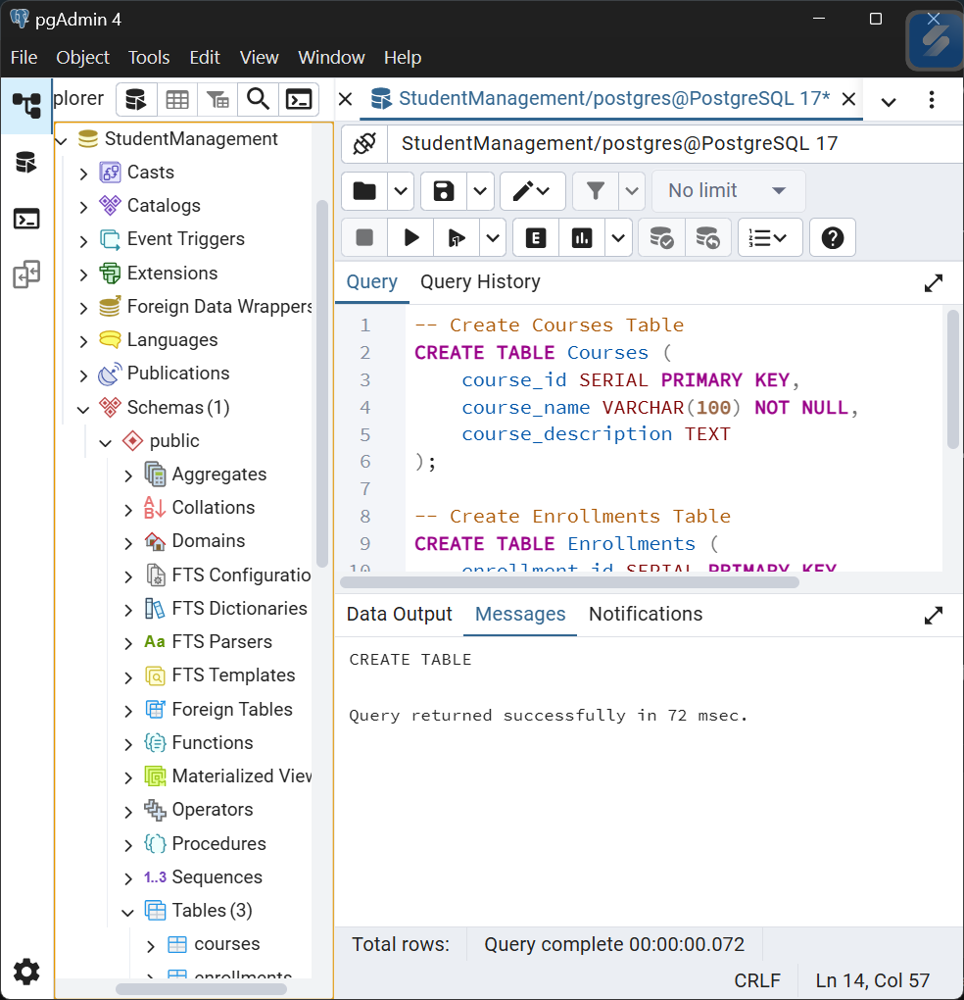 pgAdmin 4
File Object Tools Edit View Window Help
plorer
StudentManagement/postgres@PostgreSQL 17*
StudentManagement
Casts
Catalogs
Event Triggers
Extensions
Foreign Data Wrappers
Languages
Publications
Schemas (1)
public
Aggregates
Collations
Domains
FTS Configuratio
FTS Dictionaries
Aa FTS Parsers
FTS Templates
Foreign Tables
Functions
Materialized View
Operators
Procedures
1..3 Sequences
Tables (3)
courses
enrollments
StudentManagement/postgres@PostgreSQL 17
No limit
E
Query Query History
1 -- Create Courses Table
2 CREATE TABLE Courses (
3 course_id SERIAL PRIMARY KEY,
4 course_name VARCHAR(100) NOT NULL,
5 course_description TEXT
6 );
7
8 -- Create Enrollments Table
9 CREATE TABLE Enrollments (
10 enrollment_id SERIAL PRIMARY KEY
Data Output Messages Notifications
CREATE TABLE
Query returned successfully in 72 msec.
Total rows: Query complete 00:00:00.072
CRLF Ln 14, Col 57